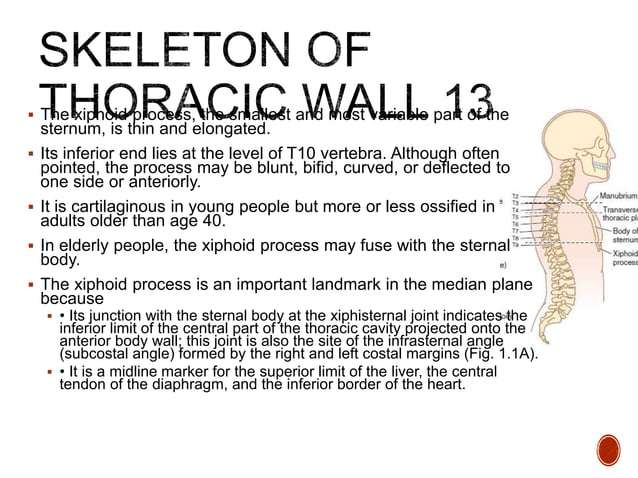 SKELETON OF
THORACIC WALL 13
▪ The xiphoid process, the smallest and most variable part of the
sternum, is thin and elongated.
▪ Its inferior end lies at the level of T10 vertebra. Although often
pointed, the process may be blunt, bifid, curved, or deflected to
one side or anteriorly.
▪ It is cartilaginous in young people but more or less ossified in
adults older than age 40.
▪ In elderly people, the xiphoid process may fuse with the sternal
body.
▪ The xiphoid process is an important landmark in the median plane
because
▪ • Its junction with the sternal body at the xiphisternal joint indicates the
inferior limit of the central part of the thoracic cavity projected onto the
anterior body wall; this joint is also the site of the infrasternal angle
(subcostal angle) formed by the right and left costal margins (Fig. 1.1A).
▪ • It is a midline marker for the superior limit of the liver, the central
tendon of the diaphragm, and the inferior border of the heart.
T2
T3
T4
T5
T6
T7
T8
T9
Manubrium
Transverse
thoracic pl
Body of
sternum
Xiphoid
process
e)